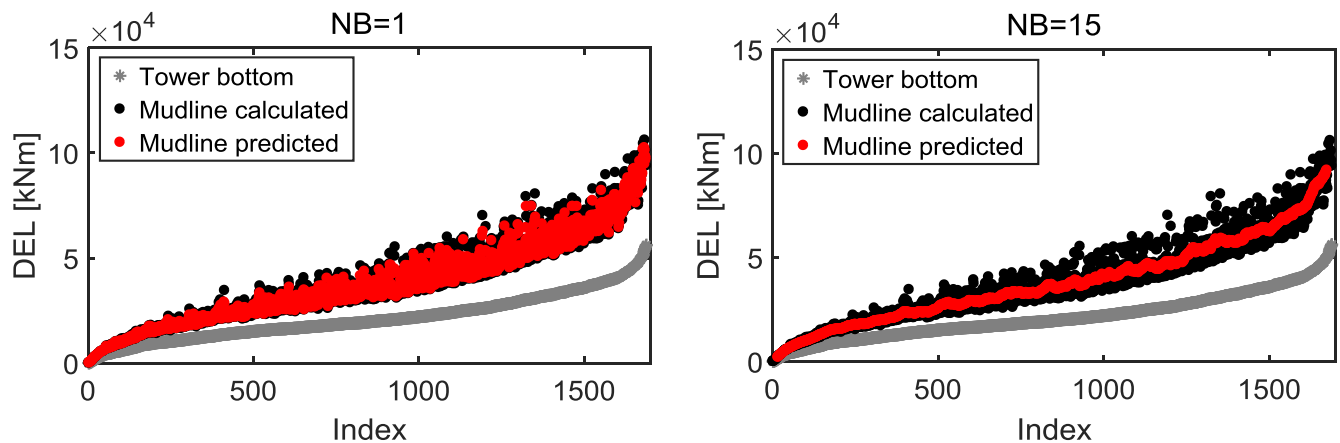 NB=1
×10⁴
15
10
5
0
DEL [kNm]
Tower bottom
Mudline calculated
Mudline predicted
0 500 1000 1500
Index
NB=15
×10⁴
15
10
5
0
DEL [kNm]
Tower bottom
Mudline calculated
Mudline predicted
0 500 1000 1500
Index